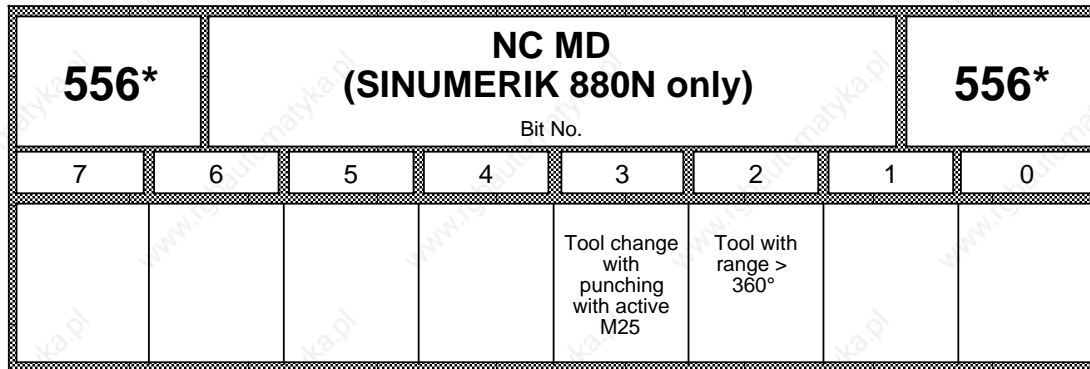 556*
NC MD
(SINUMERIK 880N only)
Bit No.
556*
7 6 5 4 3 2 1 0
Tool change
with
punching
with active
M25
Tool with
range >
360°